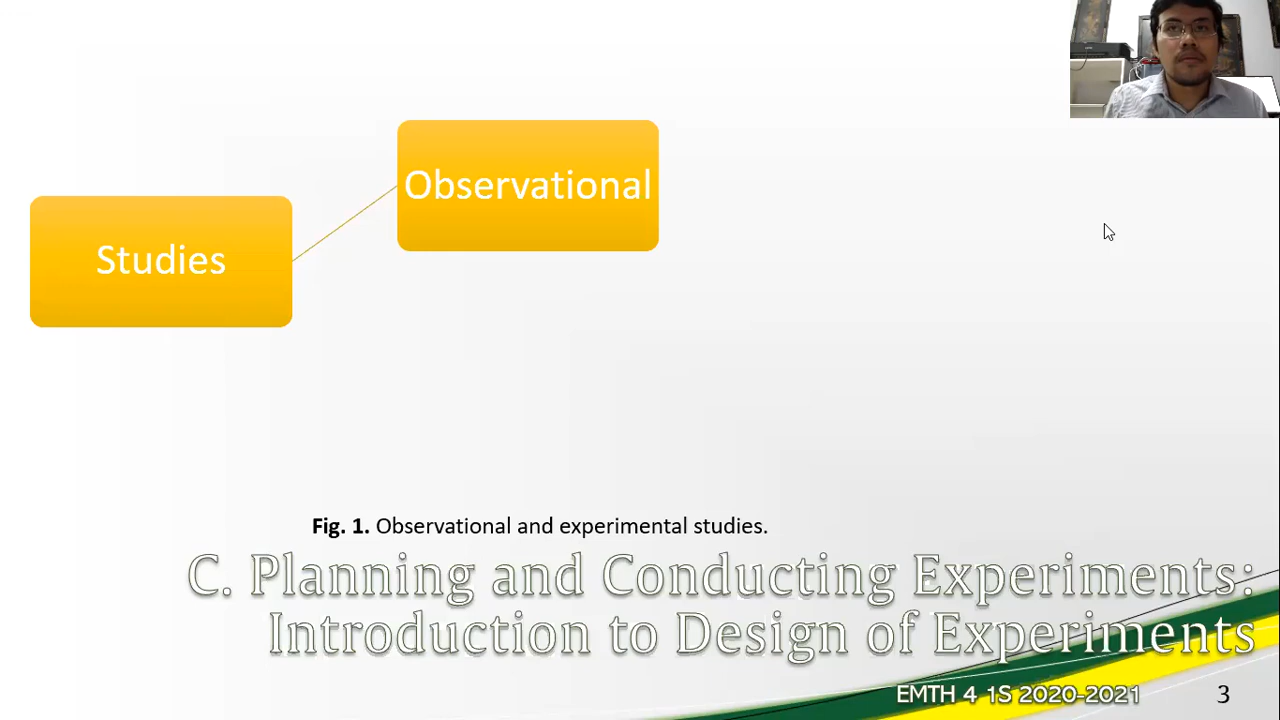 Observational
Studies
Fig. 1. Observational and experimental studies.
C. Planning and Conducting Experiments:
Introduction to Design of Experiments
EMTH 4 1S 2020-2021
3